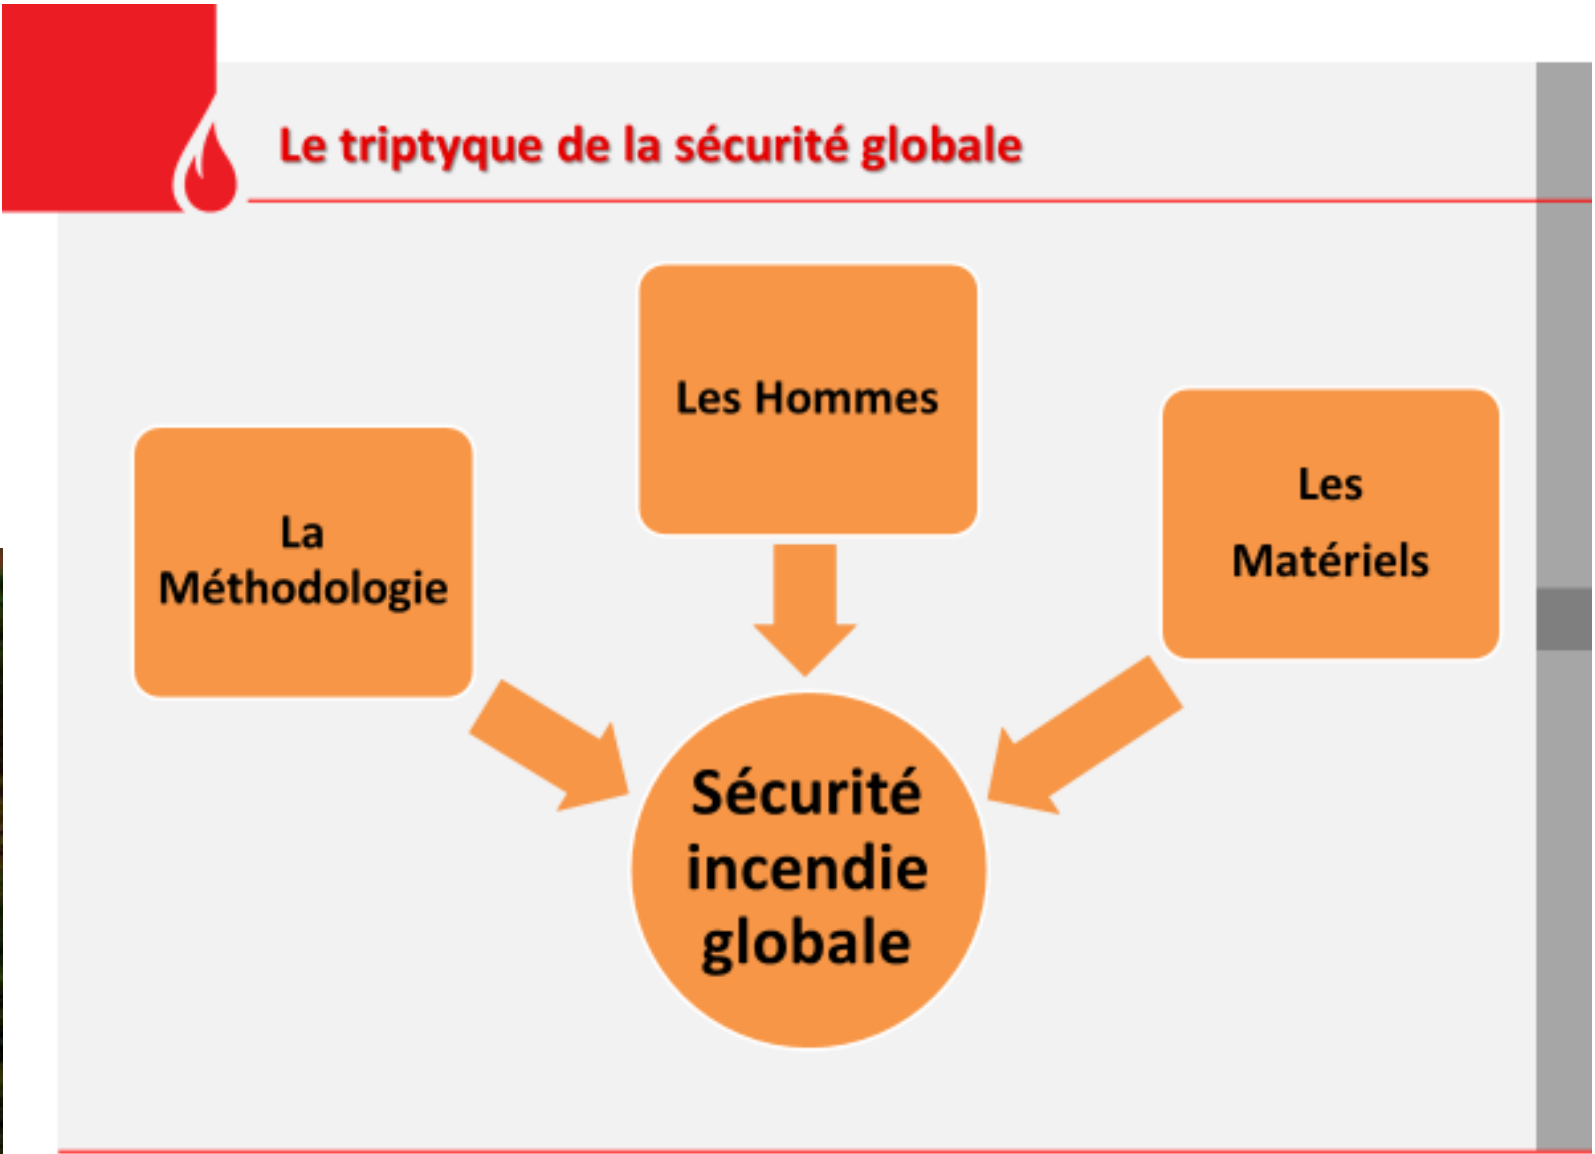 Le triptyque de la sécurité globale
Les Hommes
La
Méthodologie
Les
Matériels
Sécurité
incendie
globale